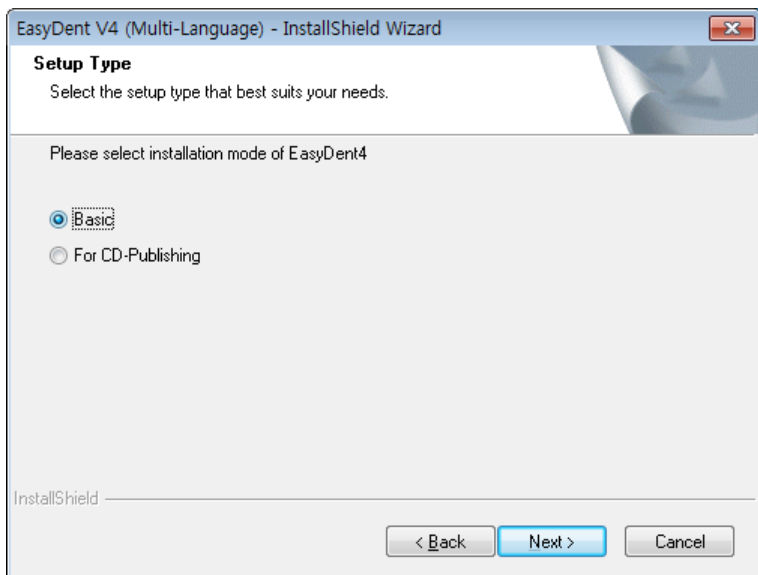 EasyDent V4 (Multi-Language) - InstallShield Wizard
Setup Type
Select the setup type that best suits your needs.
Please select installation mode of EasyDent4
Basic
For CD-Publishing
InstallShield
< Back
Next >
Cancel